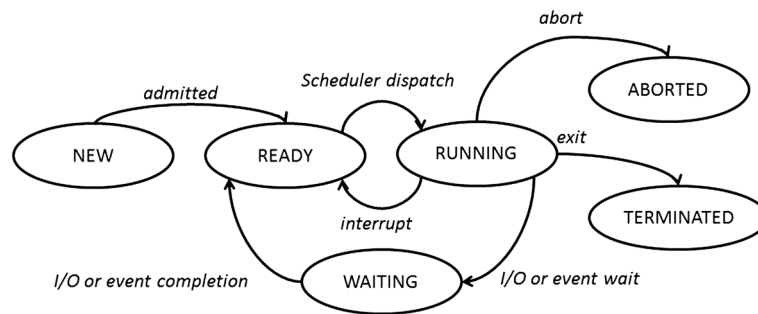 abort
admitted
Scheduler dispatch
ABORTED
exit
NEW
READY
RUNNING
interrupt
TERMINATED
I/O or event completion
WAITING
I/O or event wait